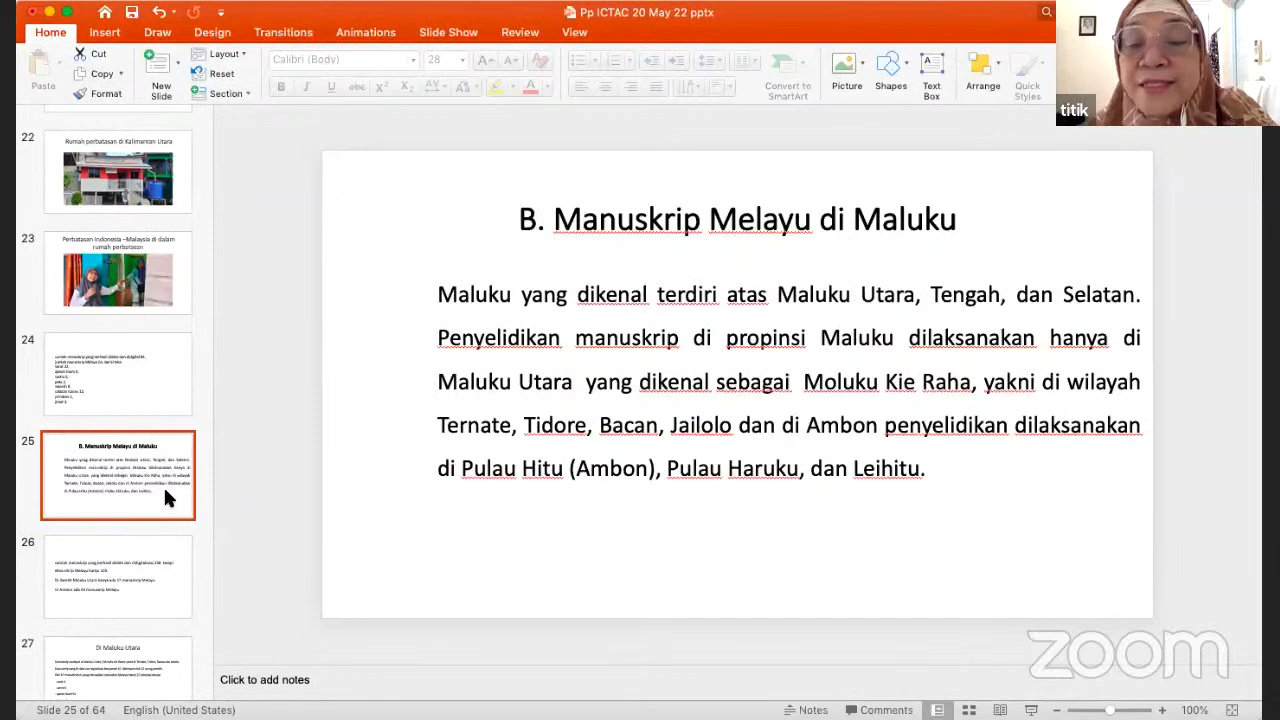 Pp ICTAC 20 May 22 pptx
Home Insert Draw Design Transitions Animations Slide Show Review View
Cut
Copy
Format
Paste
New Slide
Layout
Reset
Section
Calibri (Body) 28
Convert to SmartArt
Picture
Shapes
Text Box
Arrange
Quick Styles
titik
22
Rumah perbatasan di Kalimantan Utara
23
Perbatasan Indonesia –Malaysia di dalam
rumah perbatasan
24
25
B. Manuskrip Melayu di Maluku
26
27
Di Maluku Utara
B. Manuskrip Melayu di Maluku
Maluku yang dikenal terdiri atas Maluku Utara, Tengah, dan Selatan.
Penyelidikan manuskrip di propinsi Maluku dilaksanakan hanya di
Maluku Utara yang dikenal sebagai Moluku Kie Raha, yakni di wilayah
Ternate, Tidore, Bacan, Jailolo dan di Ambon penyelidikan dilaksanakan
di Pulau Hitu (Ambon), Pulau Haruku, dan Leihitu.
zoom
Click to add notes
Slide 25 of 64 English (United States) Notes Comments 100%